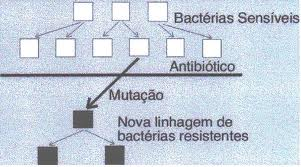 Bactérias Sensíveis
Antibiótico
Mutação
Nova linhagem de
bactérias resistentes